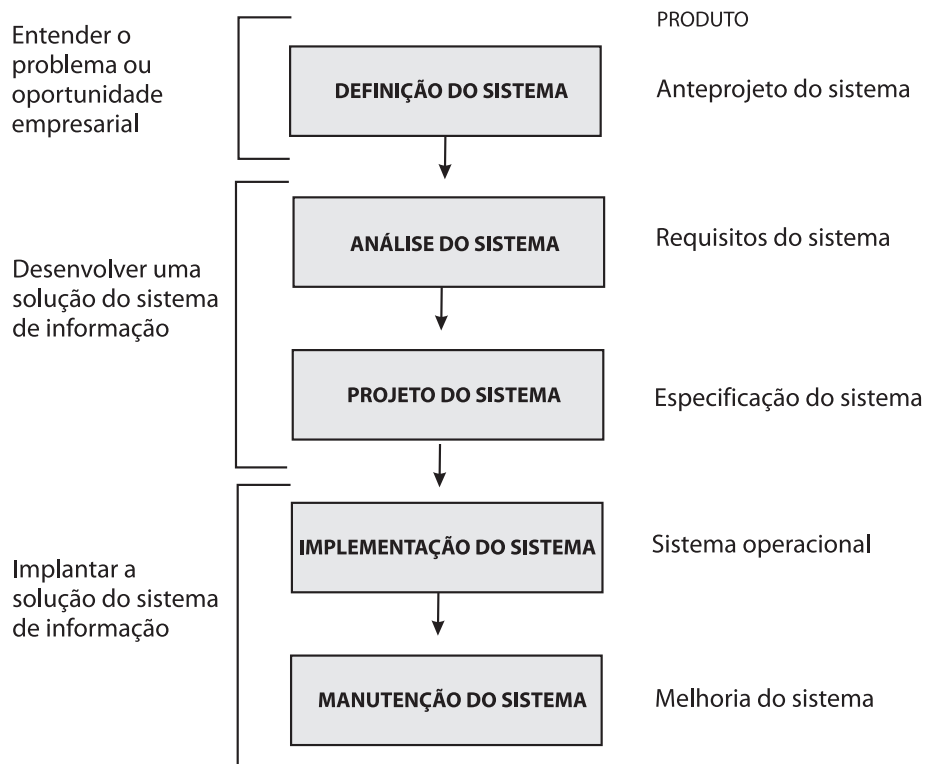 PRODUTO
Entender o
problema ou
oportunidade
empresarial
DEFINIÇÃO DO SISTEMA
Anteprojeto do sistema
Desenvolver uma
solução do sistema
de informação
ANÁLISE DO SISTEMA
Requisitos do sistema
PROJETO DO SISTEMA
Especificação do sistema
Implantar a
solução do sistema
de informação
IMPLEMENTAÇÃO DO SISTEMA
Sistema operacional
MANUTENÇÃO DO SISTEMA
Melhoria do sistema